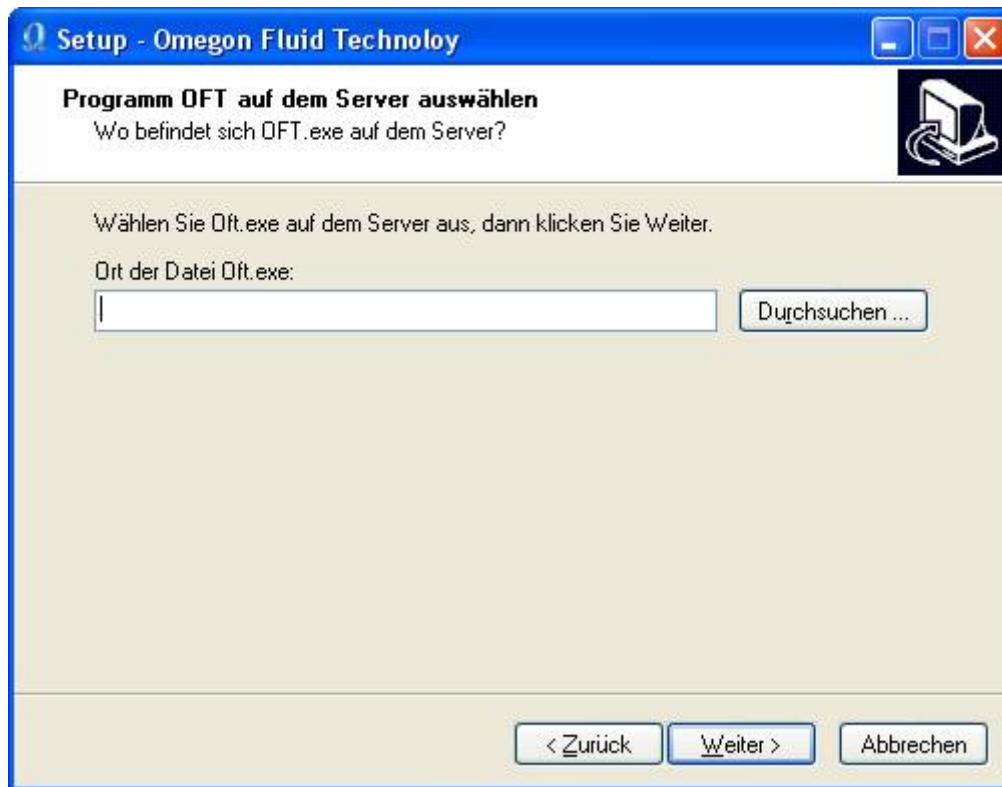 Setup - Omegon Fluid Technoloy
Programm OFT auf dem Server auswählen
Wo befindet sich OFT.exe auf dem Server?
Wählen Sie Oft.exe auf dem Server aus, dann klicken Sie Weiter.
Ort der Datei Oft.exe:
Durchsuchen ...
< Zurück
Weiter >
Abbrechen